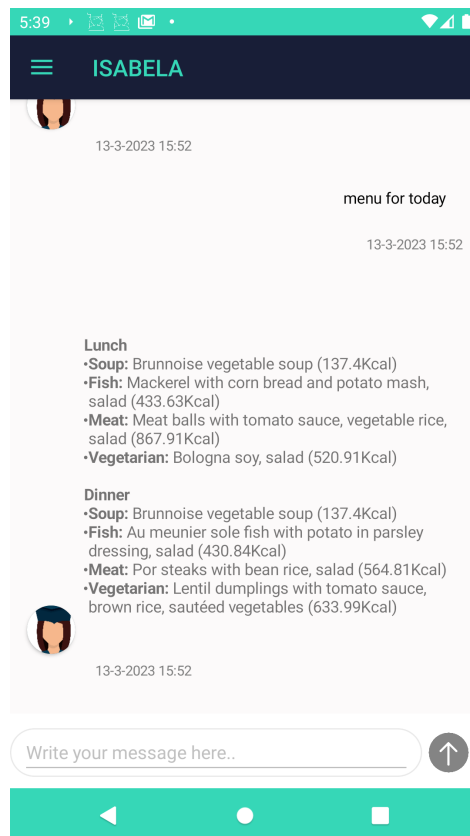 5:39
ISABELA
13-3-2023 15:52
menu for today
13-3-2023 15:52
Lunch
•Soup: Brunnoise vegetable soup (137.4Kcal)
•Fish: Mackerel with corn bread and potato mash,
salad (433.63Kcal)
•Meat: Meat balls with tomato sauce, vegetable rice,
salad (867.91Kcal)
•Vegetarian: Bologna soy, salad (520.91Kcal)
Dinner
•Soup: Brunnoise vegetable soup (137.4Kcal)
•Fish: Au meunier sole fish with potato in parsley
dressing, salad (430.84Kcal)
•Meat: Por steaks with bean rice, salad (564.81Kcal)
•Vegetarian: Lentil dumplings with tomato sauce,
brown rice, sautéed vegetables (633.99Kcal)
13-3-2023 15:52
Write your message here..